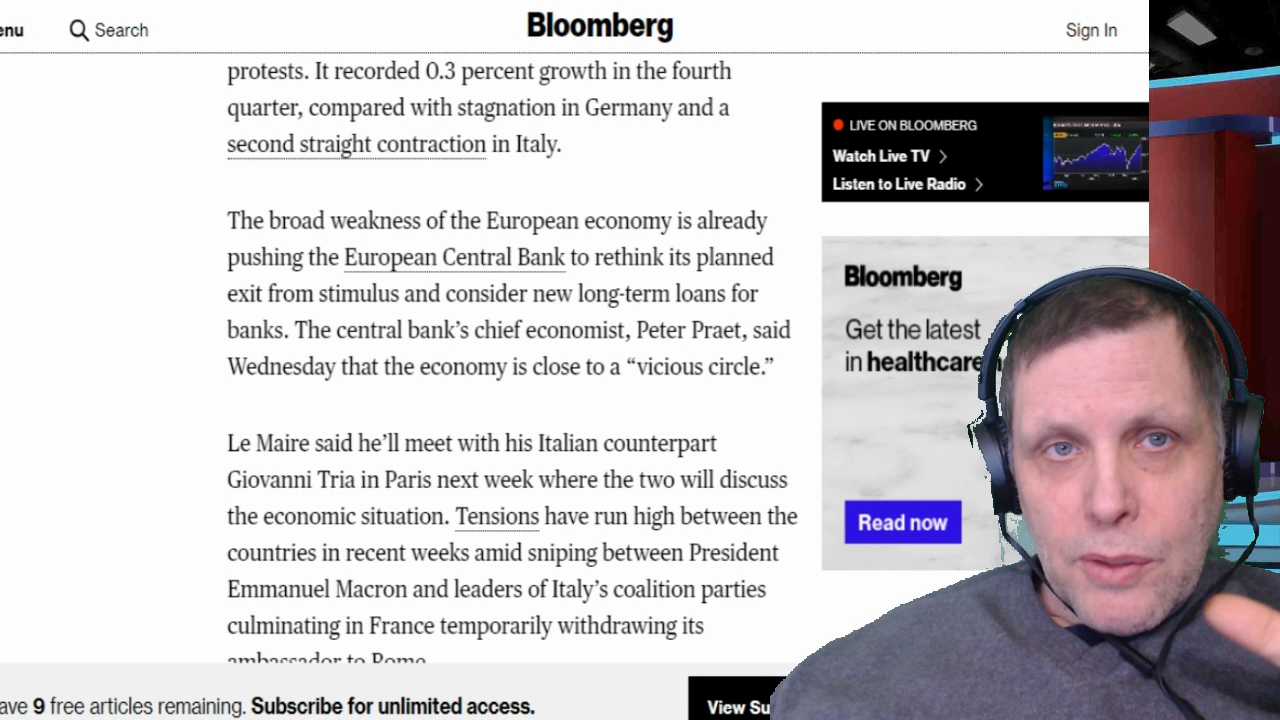 enu
Search
Bloomberg
Sign In
protests. It recorded 0.3 percent growth in the fourth
quarter, compared with stagnation in Germany and a
second straight contraction in Italy.
The broad weakness of the European economy is already
pushing the European Central Bank to rethink its planned
exit from stimulus and consider new long-term loans for
banks. The central bank’s chief economist, Peter Praet, said
Wednesday that the economy is close to a “vicious circle.”
Le Maire said he’ll meet with his Italian counterpart
Giovanni Tria in Paris next week where the two will discuss
the economic situation. Tensions have run high between the
countries in recent weeks amid sniping between President
Emmanuel Macron and leaders of Italy’s coalition parties
culminating in France temporarily withdrawing its
ambassador to Rome
LIVE ON BLOOMBERG
Watch Live TV
Listen to Live Radio
Bloomberg
Get the latest
in healthcare
Read now
ave 9 free articles remaining. Subscribe for unlimited access.
View Su